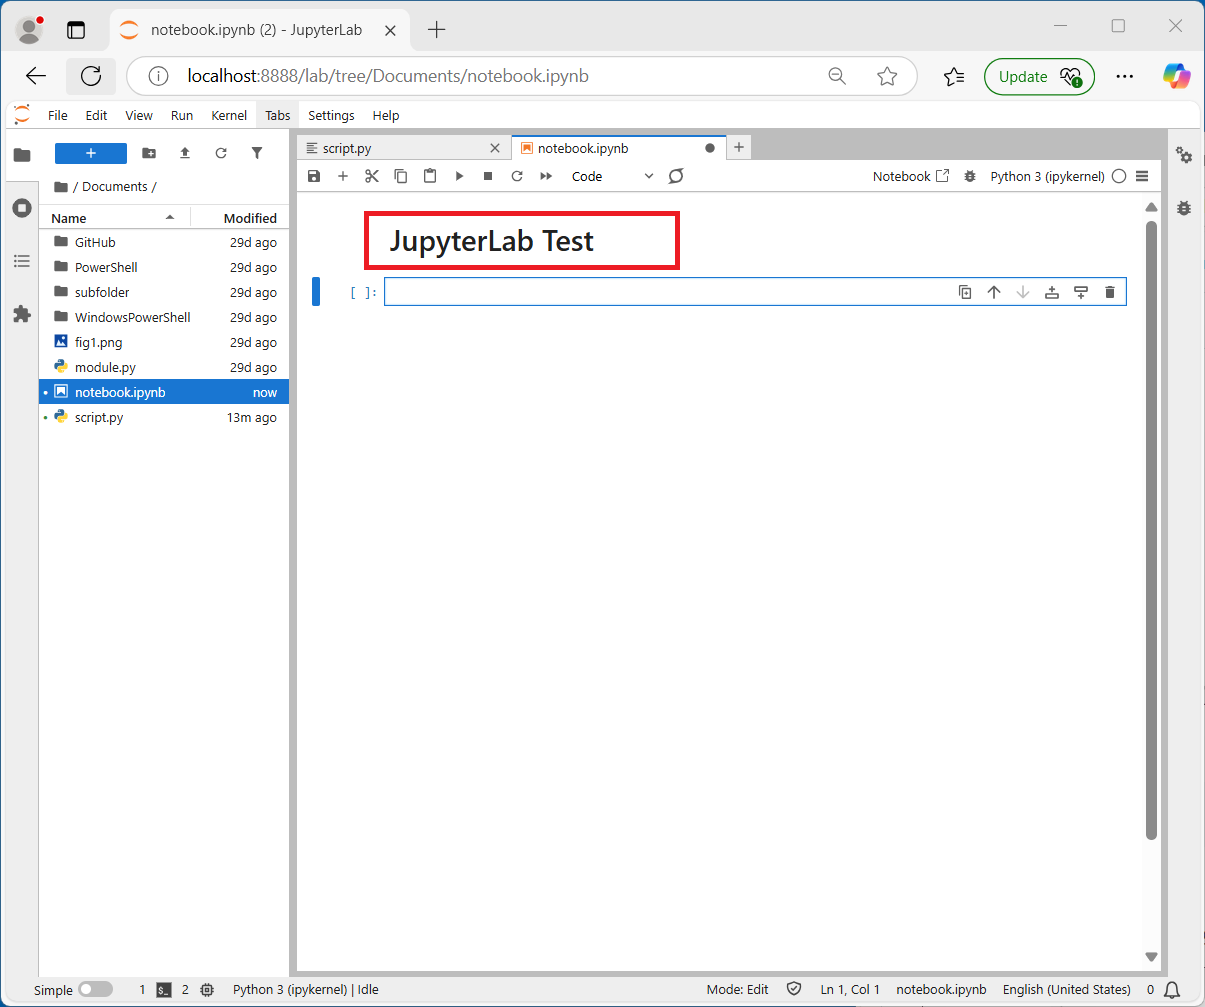 notebook.ipynb (2) - JupyterLab
localhost:8888/lab/tree/Documents/notebook.ipynb
Update
File Edit View Run Kernel Tabs Settings Help
script.py
notebook.ipynb
/ Documents /
Code
Notebook
Python 3 (ipykernel)
Name Modified
GitHub 29d ago
PowerShell 29d ago
subfolder 29d ago
WindowsPowerShell 29d ago
fig1.png 29d ago
module.py 29d ago
notebook.ipynb now
script.py 13m ago
JupyterLab Test
[ ]:
Simple 1 2 Python 3 (ipykernel) | Idle Mode: Edit Ln 1, Col 1 notebook.ipynb English (United States) 0